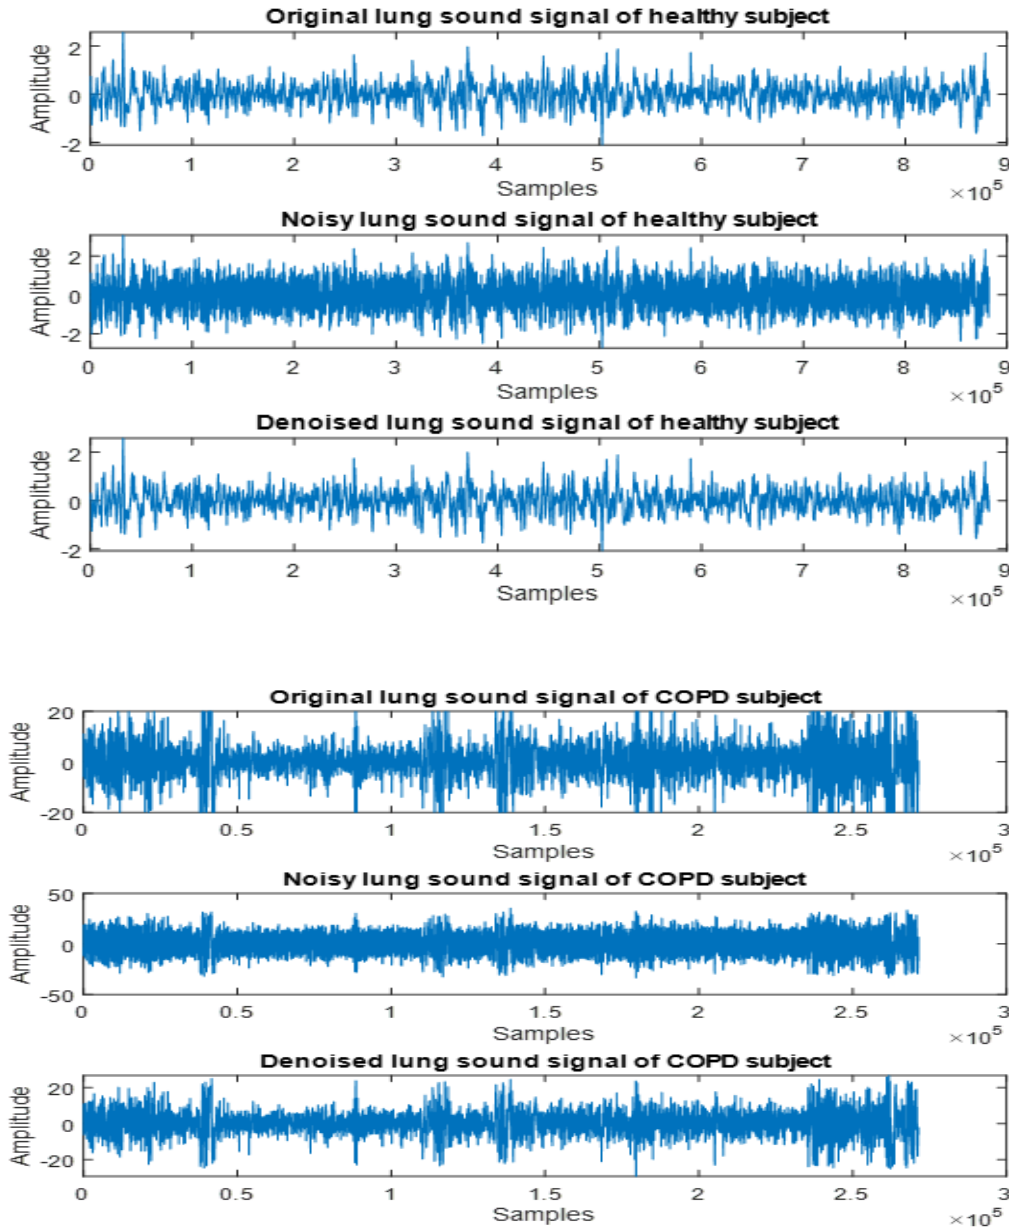 Original lung sound signal of healthy subject
2
0
-2
Amplitude
0 1 2 3 4 5 6 7 8 9
Samples
×10^5
Noisy lung sound signal of healthy subject
2
0
-2
Amplitude
0 1 2 3 4 5 6 7 8 9
Samples
×10^5
Denoised lung sound signal of healthy subject
2
0
-2
Amplitude
0 1 2 3 4 5 6 7 8 9
Samples
×10^5
Original lung sound signal of COPD subject
20
0
-20
Amplitude
0 0.5 1 1.5 2 2.5 3
Samples
×10^5
Noisy lung sound signal of COPD subject
50
0
-50
Amplitude
0 0.5 1 1.5 2 2.5 3
Samples
×10^5
Denoised lung sound signal of COPD subject
20
0
-20
Amplitude
0 0.5 1 1.5 2 2.5 3
Samples
×10^5